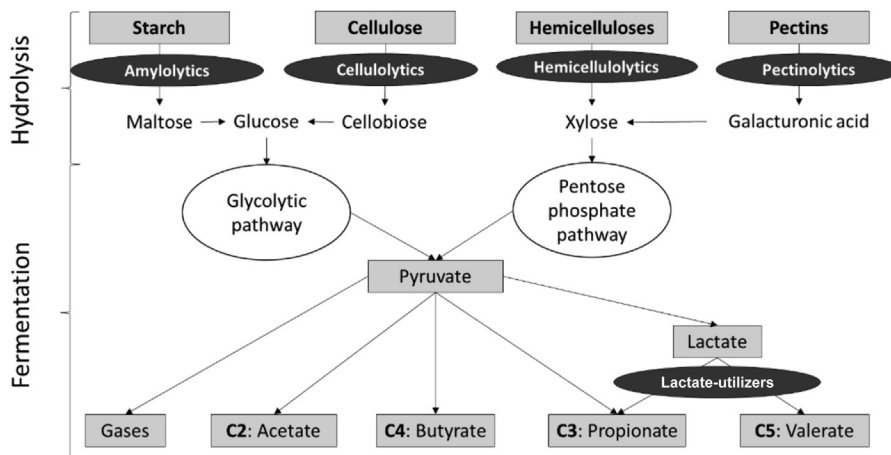 Hydrolysis
Starch
Cellulose
Hemicelluloses
Pectins
Amylolytics
Cellulolytics
Hemicellulolytics
Pectinolytics
Maltose
Glucose
Cellobiose
Xylose
Galacturonic acid
Fermentation
Glycolytic
pathway
Pentose
phosphate
pathway
Pyruvate
Lactate
Lactate-utilizers
Gases
C2: Acetate
C4: Butyrate
C3: Propionate
C5: Valerate